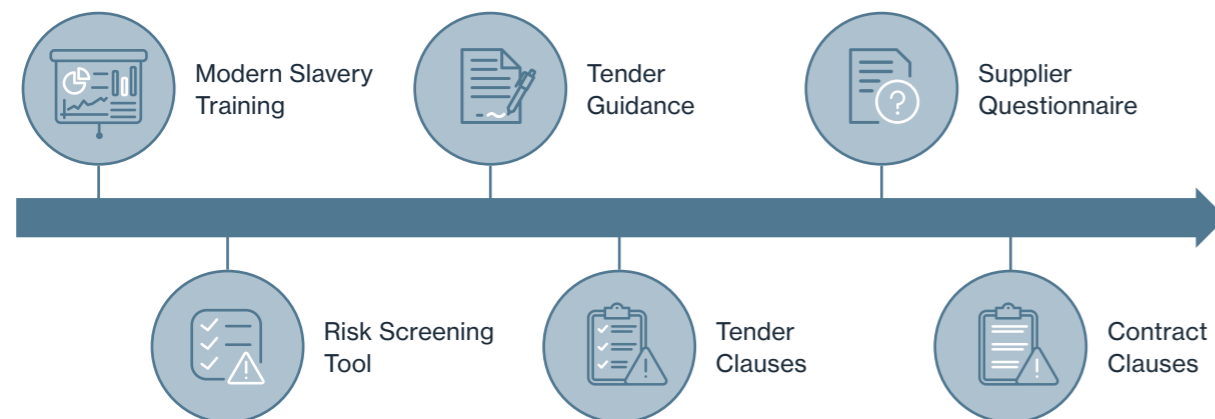 Modern Slavery
Training
Tender
Guidance
Supplier
Questionnaire
?
Risk Screening
Tool
Tender
Clauses
Contract
Clauses